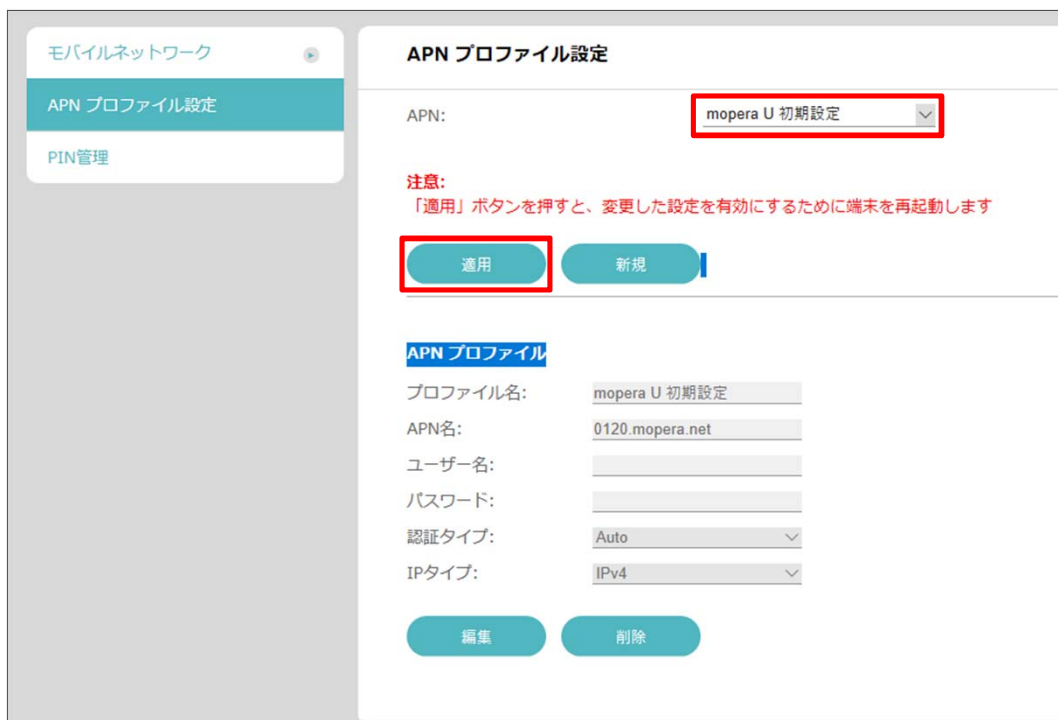 モバイルネットワーク
APN プロファイル設定
PIN管理
APN プロファイル設定
APN: mopera U 初期設定
注意:
「適用」ボタンを押すと、変更した設定を有効にするために端末を再起動します
適用 新規
APN プロファイル
プロファイル名: mopera U 初期設定
APN名: 0120.mopera.net
ユーザー名:
パスワード:
認証タイプ: Auto
IPタイプ: IPv4
編集 削除